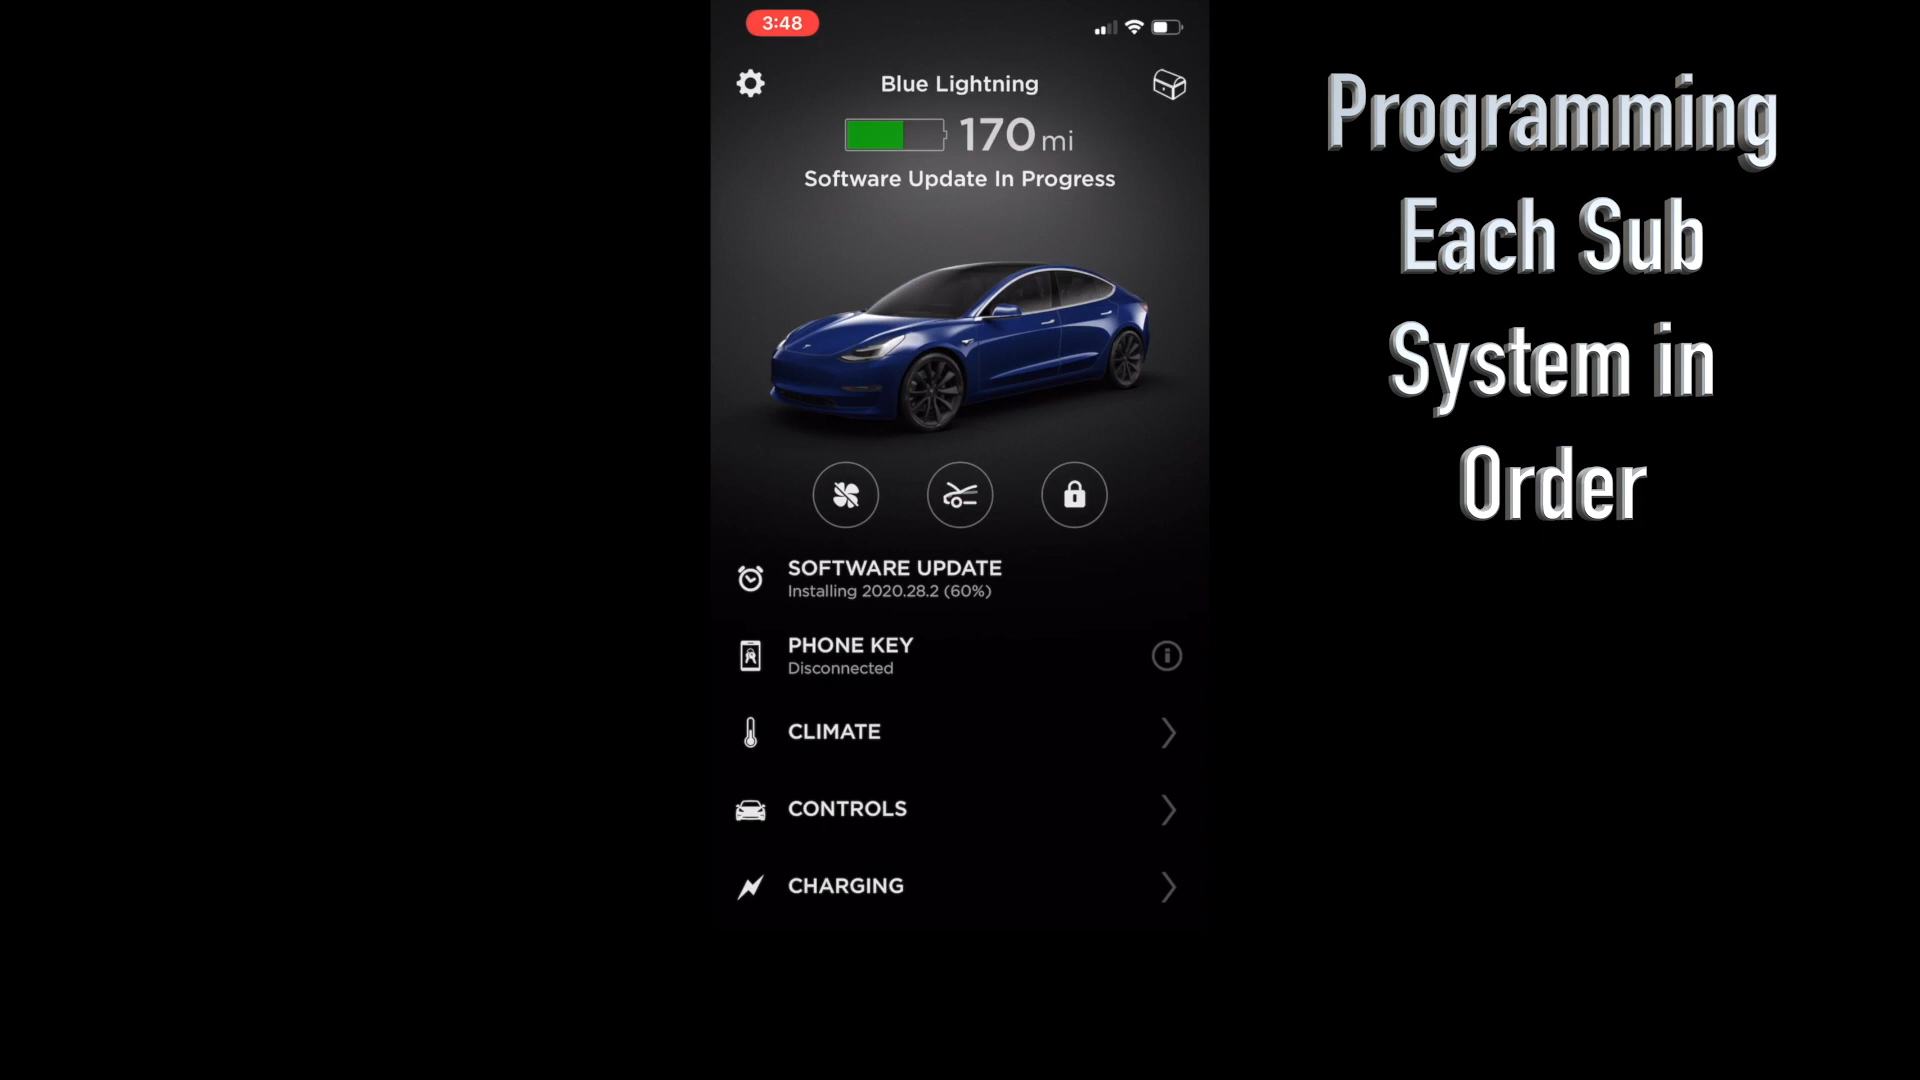 3:48
Blue Lightning
170 mi
Software Update In Progress
SOFTWARE UPDATE
Installing 2020.28.2 (60%)
PHONE KEY
Disconnected
CLIMATE
CONTROLS
CHARGING
Programming
Each Sub
System in
Order